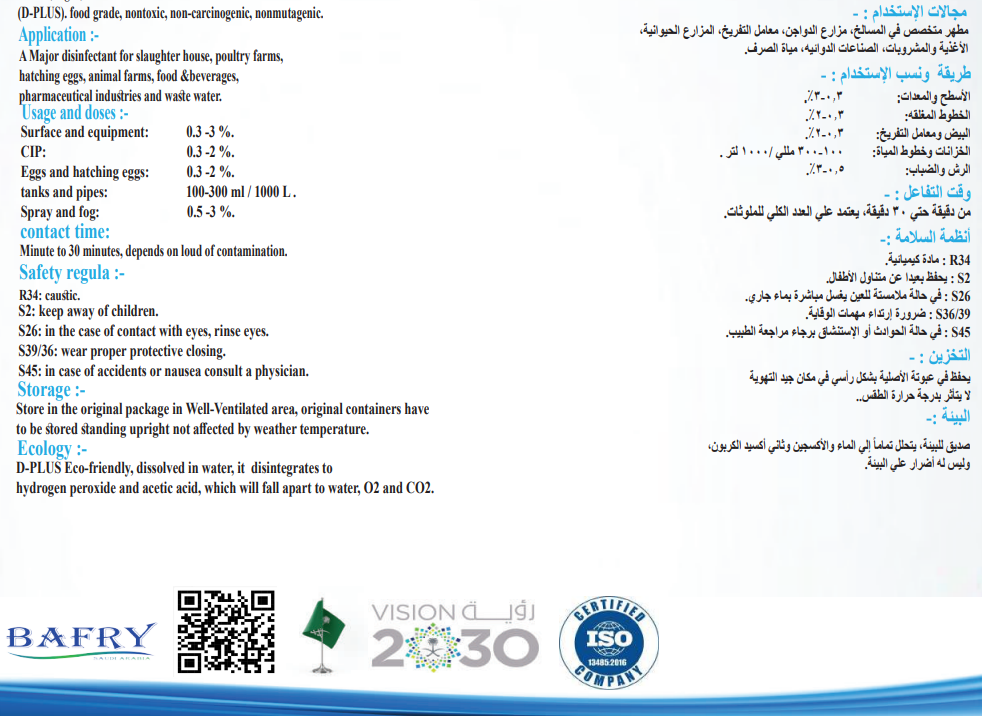 (D-PLUS). food grade, nontoxic, non-carcinogenic, nonmutagenic.
Application :-
A Major disinfectant for slaughter house, poultry farms,
hatching eggs, animal farms, food &beverages,
pharmaceutical industries and waste water.
Usage and doses :-
Surface and equipment: 0.3 -3 %.
CIP: 0.3 -2 %.
Eggs and hatching eggs: 0.3 -2 %.
tanks and pipes: 100-300 ml / 1000 L .
Spray and fog: 0.5 -3 %.
contact time:
Minute to 30 minutes, depends on loud of contamination.
Safety regula :-
R34: caustic.
S2: keep away of children.
S26: in the case of contact with eyes, rinse eyes.
S39/36: wear proper protective closing.
S45: in case of accidents or nausea consult a physician.
Storage :-
Store in the original package in Well-Ventilated area, original containers have
to be stored standing upright not affected by weather temperature.
Ecology :-
D-PLUS Eco-friendly, dissolved in water, it disintegrates to
hydrogen peroxide and acetic acid, which will fall apart to water, O2 and CO2.
مجالات الإستخدام : -
مطهر متخصص في المسالخ، مزارع الدواجن، معامل التفريخ، المزارع الحيوانية،
الأغذية والمشروبات، الصناعات الدوائيه، مياة الصرف.
طريقة ونسب الإستخدام : -
الأسطح والمعدات: ٠,٣-٣٪.
الخطوط المغلقه: ٠,٣-٢٪.
البيض ومعامل التفريخ: ٠,٣-٢٪.
الخزانات وخطوط المياة: ١٠٠-٣٠٠ مللي /١٠٠٠ لتر .
الرش والضباب: ٠,٥-٣٪.
وقت التفاعل : -
من دقيقة حتي ٣٠ دقيقة، يعتمد علي العدد الكلي للملوثات.
أنظمة السلامة :-
R34 : مادة كيميائية.
S2 : يحفظ بعيدا عن متناول الأطفال.
S26 : في حالة ملامستة للعين يغسل مباشرة بماء جاري.
S36/39 : ضرورة إرتداء مهمات الوقاية.
S45 : في حالة الحوادث أو الإستنشاق برجاء مراجعة الطبيب.
التخزين : -
يحفظ في عبوتة الأصلية بشكل رأسي في مكان جيد التهوية
لا يتأثر بدرجة حرارة الطقس..
البيئة :-
صديق للبيئة، يتحلل تماماً إلي الماء والأكسجين وثاني أكسيد الكربون،
وليس له أضرار علي البيئة.
BAFRY
SAUDI ARABIA
VISION رؤيــة
2030
CERTIFIED
ISO
13485:2016
COMPANY